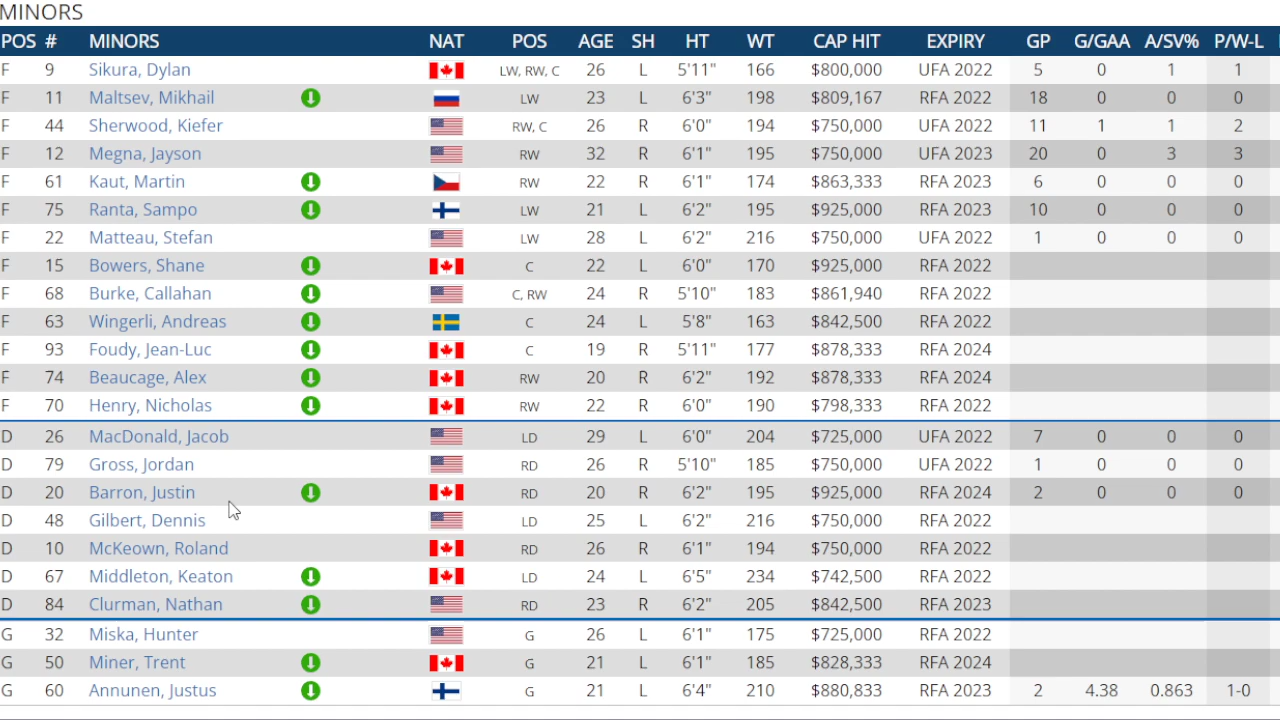 MINORS
POS # MINORS NAT POS AGE SH HT WT CAP HIT EXPIRY GP G/GAA A/SV% P/W-L
F 9 Sikura, Dylan LW, RW, C 26 L 5'11" 166 $800,000 UFA 2022 5 0 1 1
F 11 Maltsev, Mikhail LW 23 L 6'3" 98 $809,167 RFA 2022 18 0 0 0
F 44 Sherwood, Kiefer RW, C 26 R 6'0" 194 $750,000 UFA 2022 11 1 1 2
F 12 Megna, Jayson RW 32 R 6'1" 195 $750,000 UFA 2023 20 0 3 3
F 61 Kaut, Martin RW 22 R 6'1" 74 $863,333 RFA 2023 6 0 0 0
F 75 Ranta, Sampo LW 21 L 6'2" 95 $925,000 RFA 2023 10 0 0 0
F 22 Matteau, Stefan LW 28 L 6'2" 216 $750,000 UFA 2022 1 0 0 0
F 15 Bowers, Shane C 22 L 6'0" 70 $925,000 RFA 2022
F 68 Burke, Callahan C, RW 24 R 5'10" 83 $861,940 RFA 2022
F 63 Wingerli, Andreas C 24 L 5'8" 63 $842,500 RFA 2022
F 93 Foudy, Jean-Luc C 19 R 5'11" 77 $878,333 RFA 2024
F 74 Beaucage, Alex RW 20 R 6'2" 92 $878,333 RFA 2024
F 70 Henry, Nicholas RW 22 R 6'0" 90 $798,333 RFA 2022
D 26 MacDonald, Jacob LD 29 L 6'0" 204 $725,000 UFA 2022 7 0 0 0
D 79 Gross, Jordan RD 26 R 5'10" 185 $750,000 UFA 2022 1 0 0 0
D 20 Barron, Justin RD 20 R 6'2" 95 $925,000 RFA 2024 2 0 0 0
D 48 Gilbert, Dennis LD 25 L 6'2" 216 $750,000 RFA 2022
D 10 McKeown, Roland RD 26 R 6'1" 194 $750,000 RFA 2022
D 67 Middleton, Keaton LD 24 L 6'5" 234 $742,500 RFA 2022
D 84 Clurman, Nathan RD 23 R 6'2" 205 $842,500 RFA 2023
G 32 Miska, Hunter 26 L 6'1" 175 $725,000 RFA 2022
G 50 Miner, Trent G 21 L 6'1" 185 $828,333 RFA 2024
G 60 Annunen, Justus G 21 L 6'4" 210 $880,833 RFA 2023 2 4.38 0.863 1-0